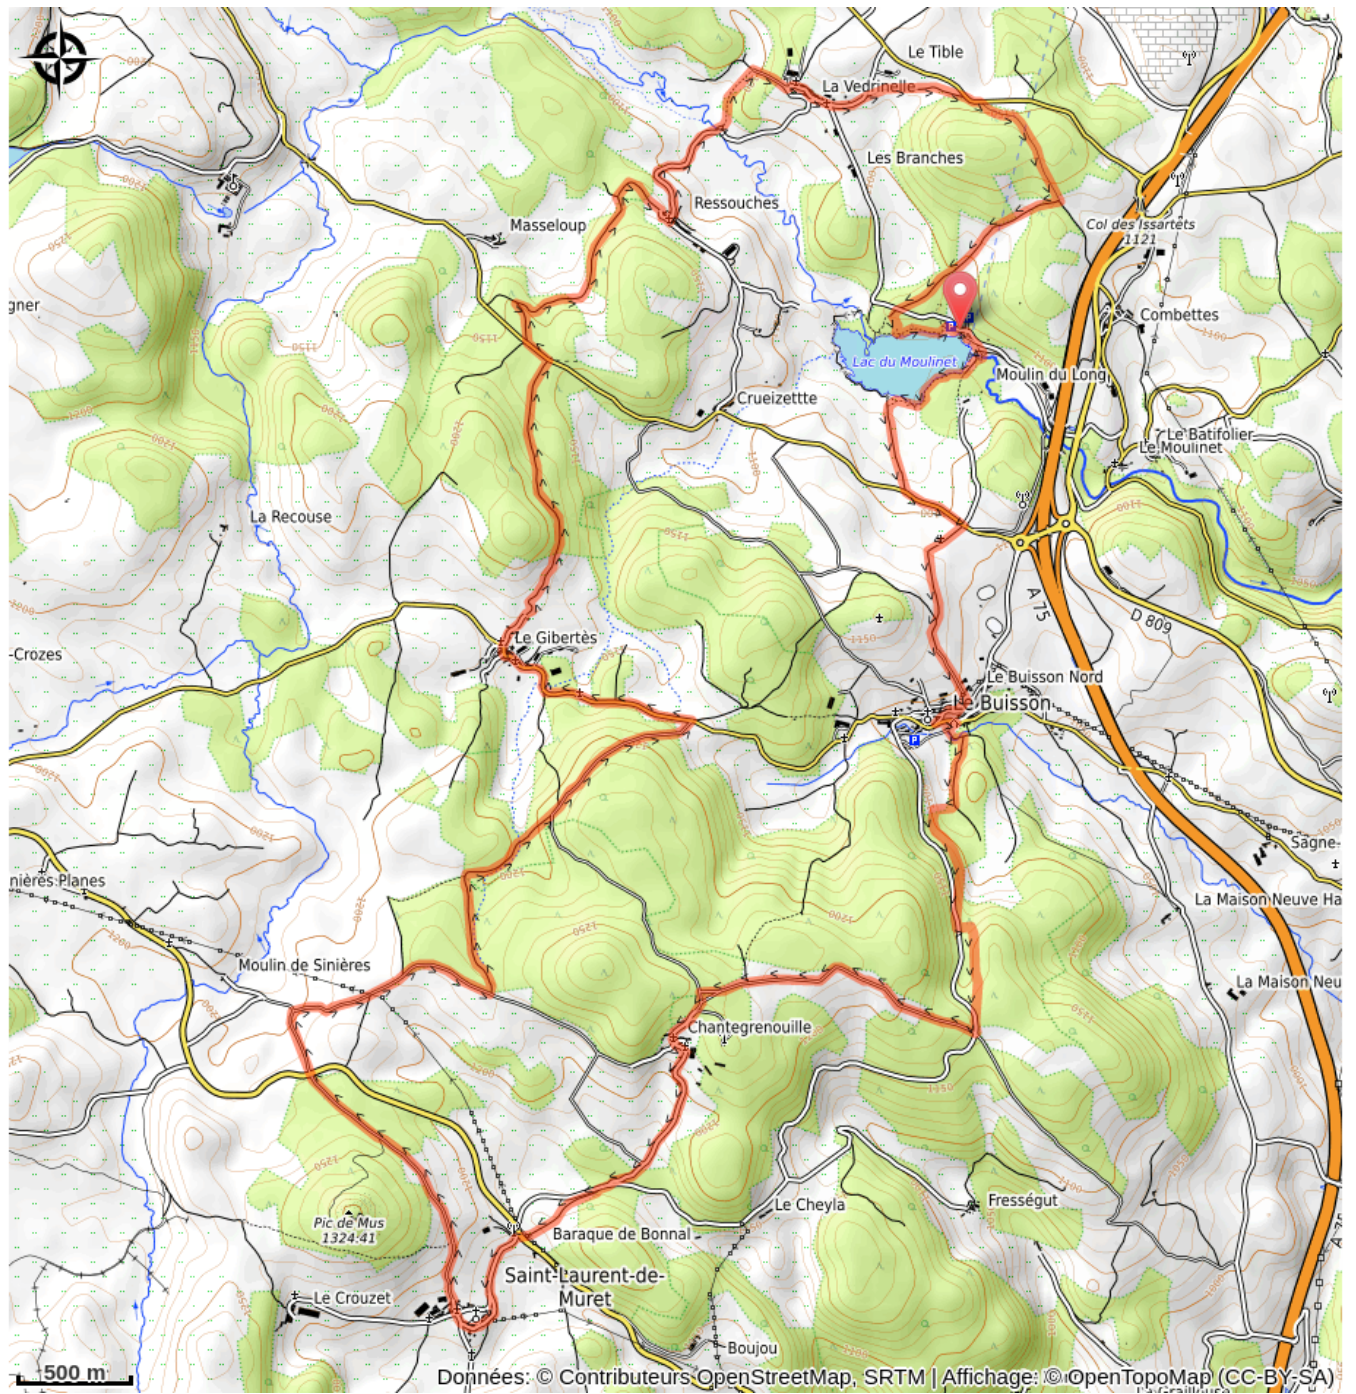 Le Tible
La Vedrinelle
Les Branches
Ressouches
Masseloup
Col des Issartets
1121
gner
Combettes
Lac du Moulinet
Moulin du Long
Crueizettte
Le Batifolier
Le Moulinet
La Recouse
A 75
D 809
Le Gibertès
-Crozes
Le Buisson Nord
Le Buisson
P
Sagne-
nières Planes
La Maison Neuve Ha
Moulin de Sinières
La Maison Neu
Chantegrenouille
Le Cheyla
Frességut
Pic de Mus
1324.41
Baraque de Bonnal
Saint-Laurent-de-
Muret
Le Crouzet
Boujou
500 m
Données: © Contributeurs OpenStreetMap, SRTM | Affichage: © OpenTopoMap (CC-BY-SA)